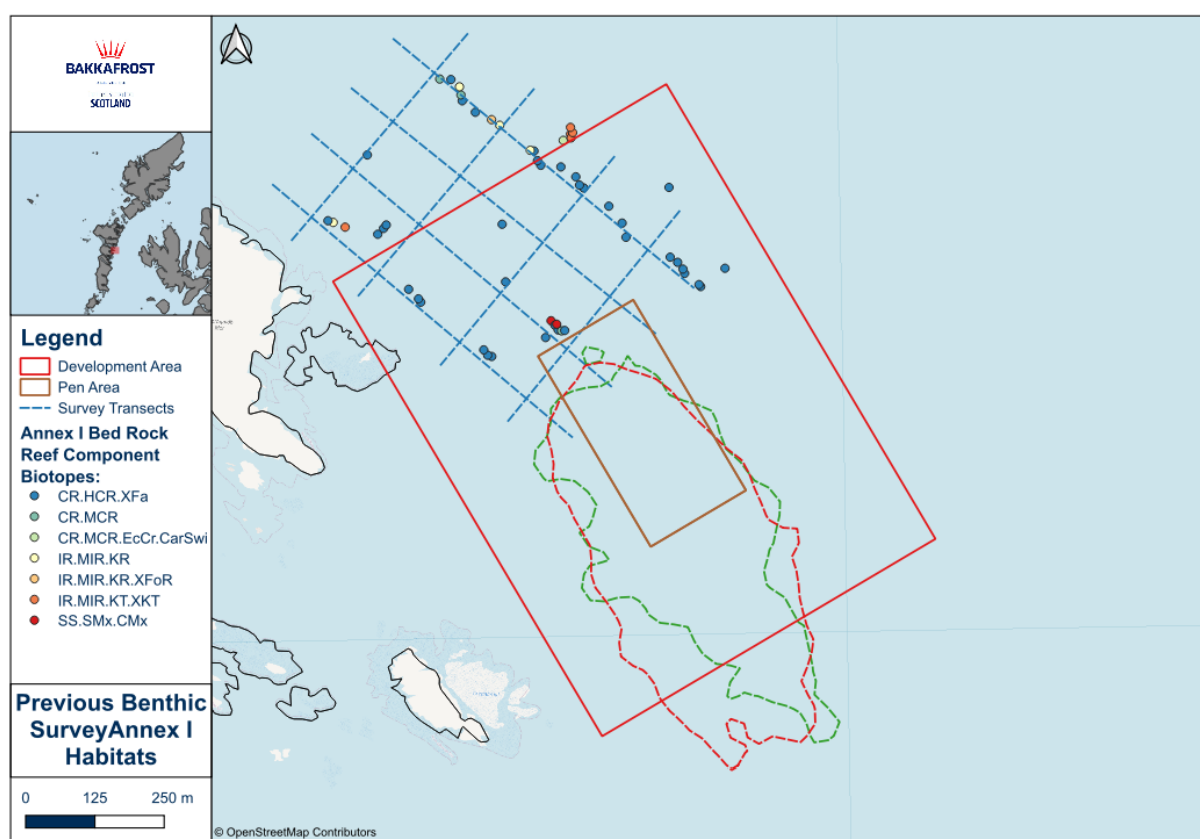 BAKKAFROST
SCOTLAND
Legend
Development Area
Pen Area
Survey Transects
Annex I Bed Rock
Reef Component
Biotopes:
CR.HCR.XFa
CR.MCR
CR.MCR.EcCr.CarSwi
IR.MIR.KR
IR.MIR.KR.XFoR
IR.MIR.KT.XKT
SS.SMx.CMx
Previous Benthic
SurveyAnnex I
Habitats
0 125 250 m
© OpenStreetMap Contributors